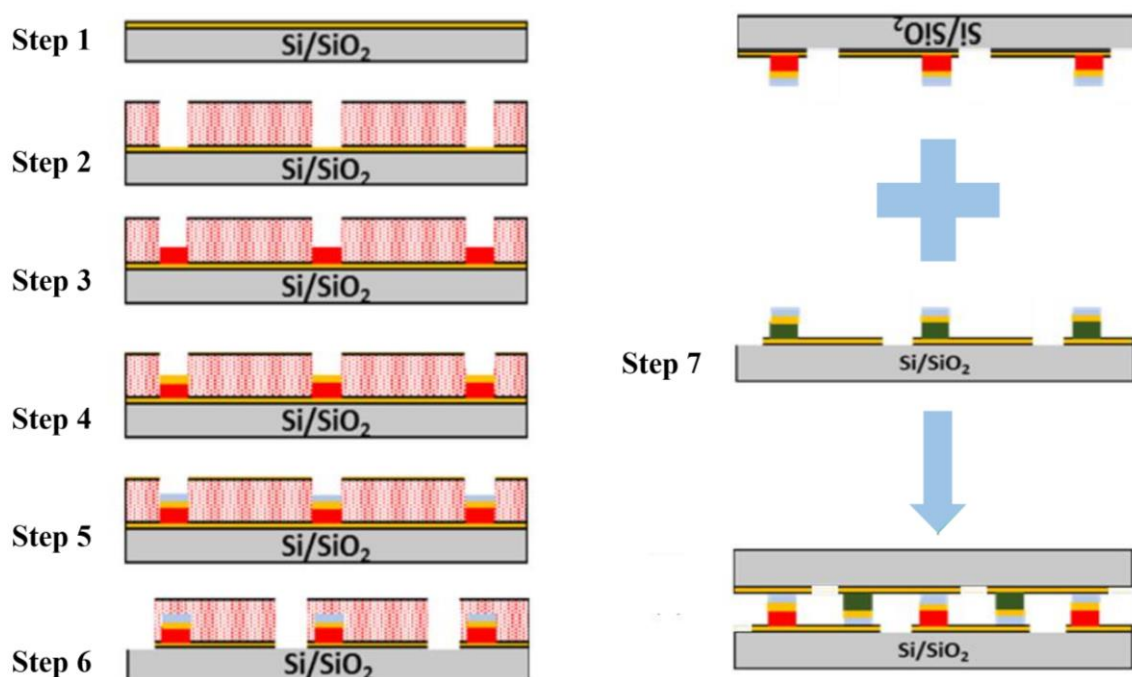 Step 1
Si/SiO₂
Step 2
Si/SiO₂
Step 3
Si/SiO₂
Step 4
Si/SiO₂
Step 5
Si/SiO₂
Step 6
Si/SiO₂
Si/SiO₂
Step 7
Si/SiO₂
Si/SiO₂